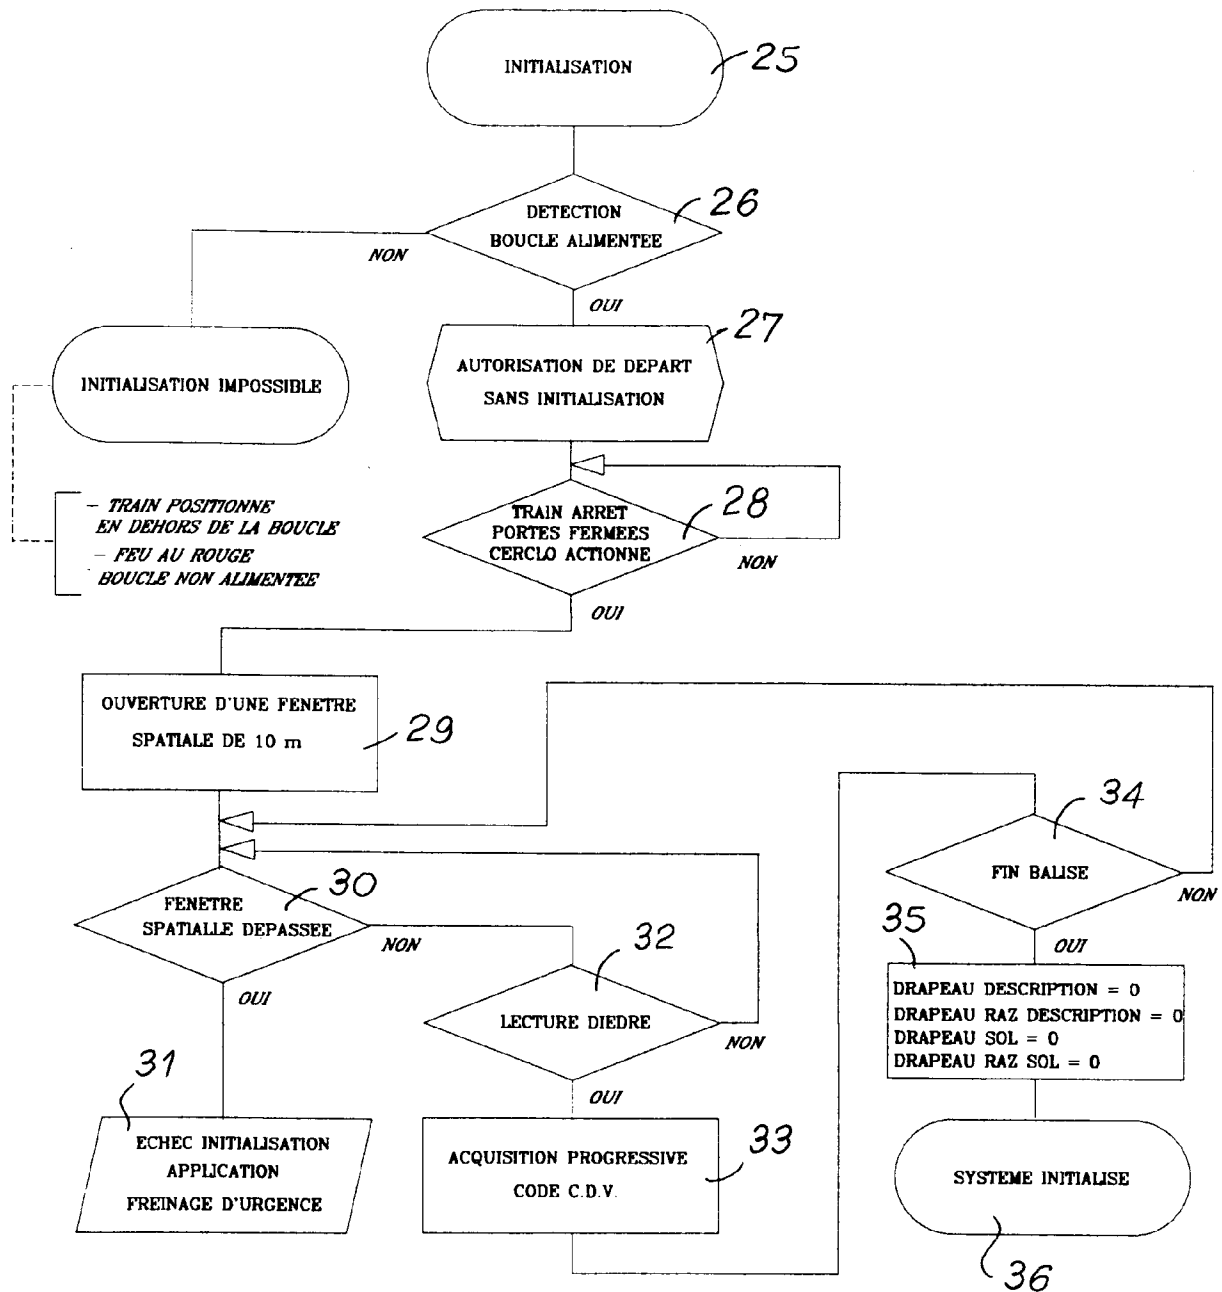 INITIALISATION
25
DETECTION
BOUCLE ALIMENTEE
26
NON
OUI
INITIALISATION IMPOSSIBLE
AUTORISATION DE DEPART
SANS INITIALISATION
27
- TRAIN POSITIONNE
EN DEHORS DE LA BOUCLE
- FEU AU ROUGE
BOUCLE NON ALIMENTEE
TRAIN ARRET
PORTES FERMEES
CERCLO ACTIONNE
28
NON
OUI
OUVERTURE D'UNE FENETRE
SPATIALE DE 10 m
29
FENETRE
SPATIALLE DEPASSEE
30
NON
OUI
31
ECHEC INITIALISATION
APPLICATION
FREINAGE D'URGENCE
LECTURE DIEDRE
32
NON
OUI
ACQUISITION PROGRESSIVE
CODE C.D.V.
33
FIN BALISE
34
NON
OUI
35
DRAPEAU DESCRIPTION = 0
DRAPEAU RAZ DESCRIPTION = 0
DRAPEAU SOL = 0
DRAPEAU RAZ SOL = 0
SYSTEME INITIALISE
36